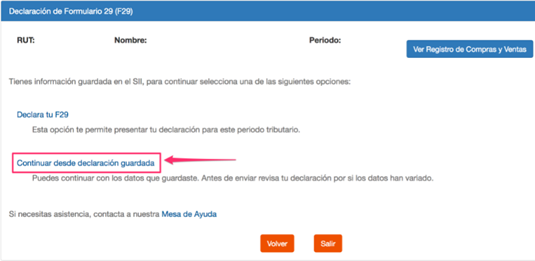 Declaración de Formulario 29 (F29)
RUT: Nombre: Periodo:
Ver Registro de Compras y Ventas
Tienes información guardada en el SII, para continuar selecciona una de las siguientes opciones:
Declara tu F29
Esta opción te permite presentar tu declaración para este periodo tributario.
Continuar desde declaración guardada
Puedes continuar con los datos que guardaste. Antes de enviar revisa tu declaración por si los datos han variado.
Si necesitas asistencia, contacta a nuestra Mesa de Ayuda
Volver Salir